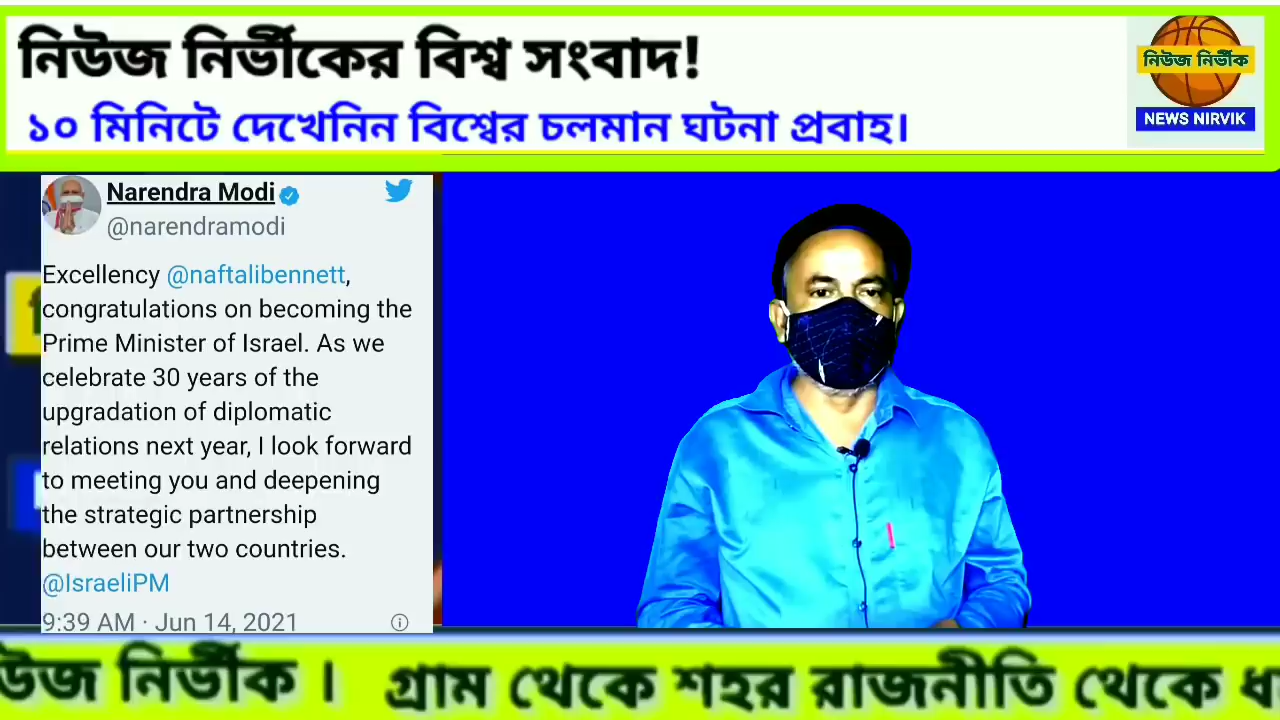 নিউজ নির্ভীকের বিশ্ব সংবাদ!
১০ মিনিটে দেখেনিন বিশ্বের চলমান ঘটনা প্রবাহ।
নিউজ নির্ভীক
NEWS NIRVIK
Narendra Modi
@narendramodi
Excellency @naftalibennett,
congratulations on becoming the
Prime Minister of Israel. As we
celebrate 30 years of the
upgradation of diplomatic
relations next year, I look forward
to meeting you and deepening
the strategic partnership
between our two countries.
@IsraeliPM
9:39 AM · Jun 14, 2021
নির্ভীক । গ্রাম থেকে শহর রাজনীতি থেকে